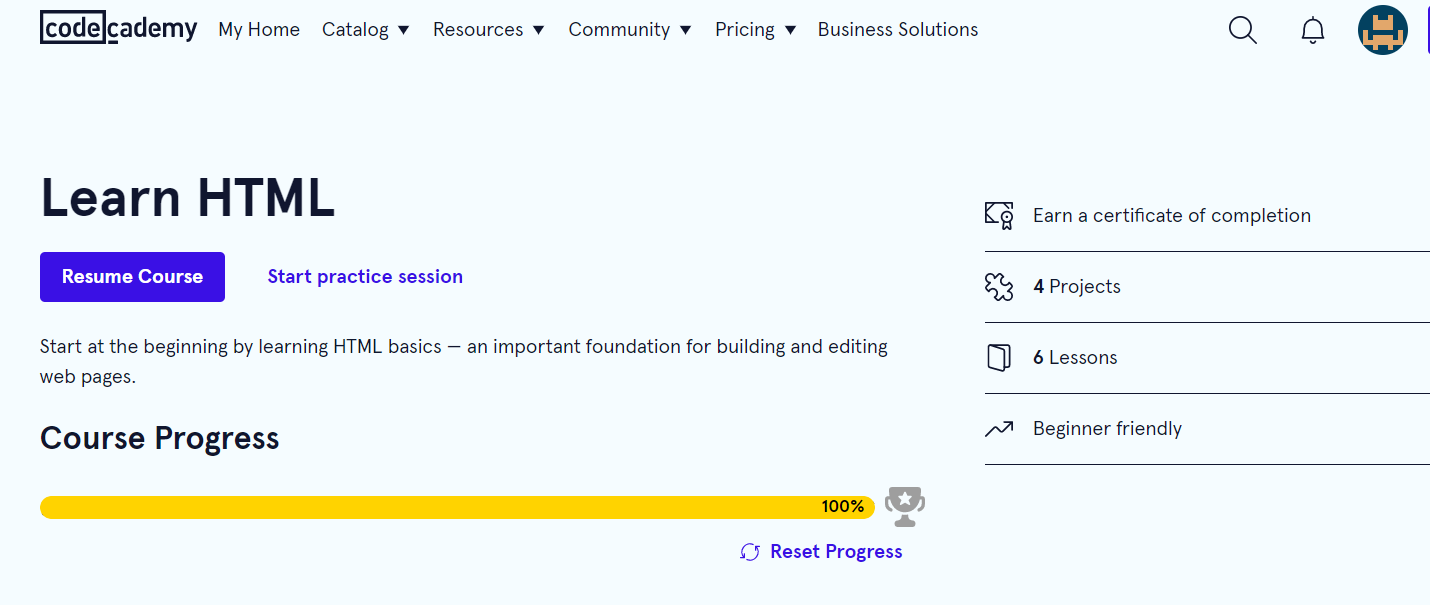 codecademy My Home Catalog Resources Community Pricing Business Solutions
Learn HTML
Resume Course Start practice session
Start at the beginning by learning HTML basics — an important foundation for building and editing
web pages.
Course Progress
100%
Reset Progress
Earn a certificate of completion
4 Projects
6 Lessons
Beginner friendly